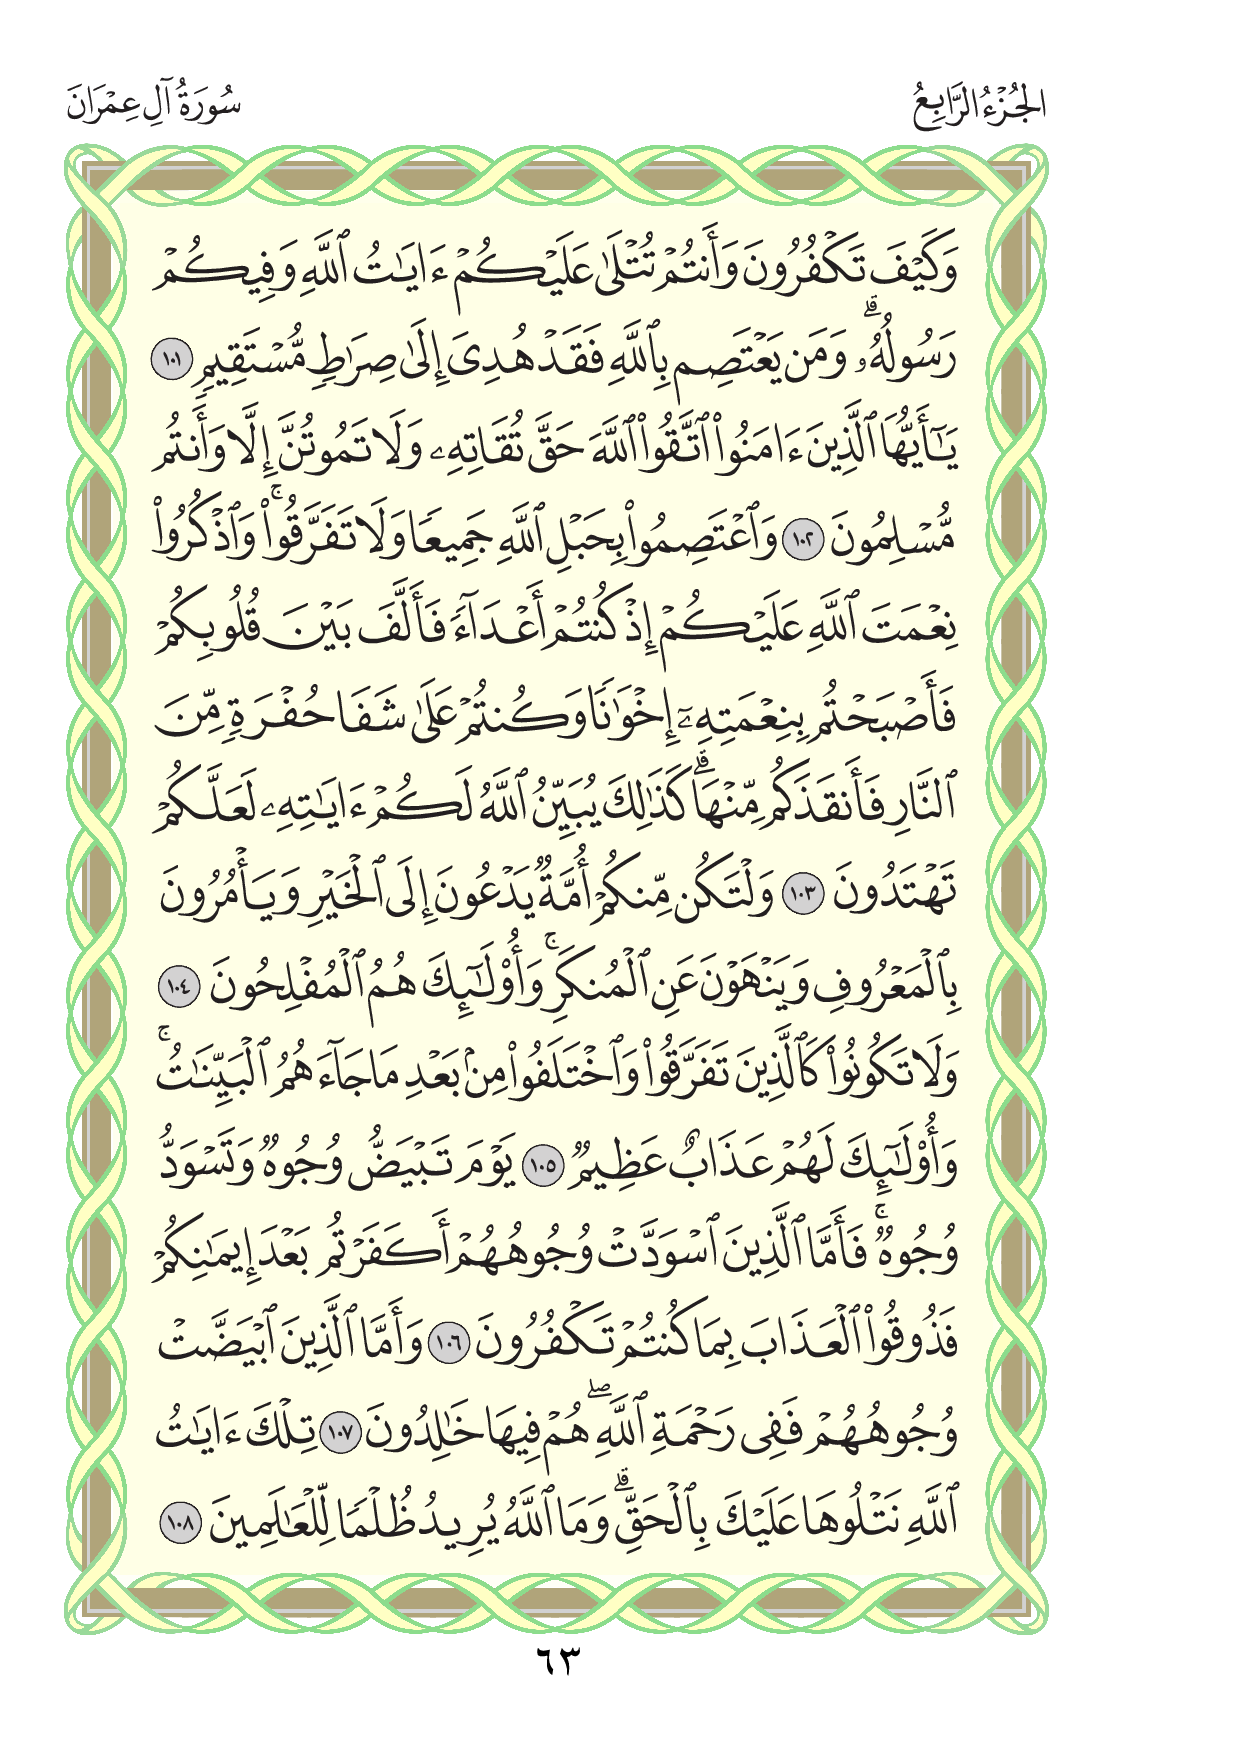 الجُزْءُ الرَّابِعُ
سُورَةُ آلِ عِمْرَانَ
وَكَيْفَ تَكْفُرُونَ وَأَنتُمْ تُتْلَىٰ عَلَيْكُمْ ءَايَٰتُ ٱللَّهِ وَفِيكُمْ
رَسُولُهُۥۗ وَمَن يَعْتَصِم بِٱللَّهِ فَقَدْ هُدِىَ إِلَىٰ صِرَٰطٍ مُّسْتَقِيمٍ ١٠١
يَٰٓأَيُّهَا ٱلَّذِينَ ءَامَنُوا۟ ٱتَّقُوا۟ ٱللَّهَ حَقَّ تُقَاتِهِۦ وَلَا تَمُوتُنَّ إِلَّا وَأَنتُم
مُّسْلِمُونَ ١٠٢ وَٱعْتَصِمُوا۟ بِحَبْلِ ٱللَّهِ جَمِيعًا وَلَا تَفَرَّقُوا۟ۚ وَٱذْكُرُوا۟
نِعْمَتَ ٱللَّهِ عَلَيْكُمْ إِذْ كُنتُمْ أَعْدَآءً فَأَلَّفَ بَيْنَ قُلُوبِكُمْ
فَأَصْبَحْتُم بِنِعْمَتِهِۦٓ إِخْوَٰنًا وَكُنتُمْ عَلَىٰ شَفَا حُفْرَةٍ مِّنَ
ٱلنَّارِ فَأَنقَذَكُم مِّنْهَاۗ كَذَٰلِكَ يُبَيِّنُ ٱللَّهُ لَكُمْ ءَايَٰتِهِۦ لَعَلَّكُمْ
تَهْتَدُونَ ١٠٣ وَلْتَكُن مِّنكُمْ أُمَّةٌ يَدْعُونَ إِلَى ٱلْخَيْرِ وَيَأْمُرُونَ
بِٱلْمَعْرُوفِ وَيَنْهَوْنَ عَنِ ٱلْمُنكَرِۚ وَأُو۟لَٰٓئِكَ هُمُ ٱلْمُفْلِحُونَ ١٠٤
وَلَا تَكُونُوا۟ كَٱلَّذِينَ تَفَرَّقُوا۟ وَٱخْتَلَفُوا۟ مِنۢ بَعْدِ مَا جَآءَهُمُ ٱلْبَيِّنَٰتُۚ
وَأُو۟لَٰٓئِكَ لَهُمْ عَذَابٌ عَظِيمٌ ١٠٥ يَوْمَ تَبْيَضُّ وُجُوهٌ وَتَسْوَدُّ
وُجُوهٌۚ فَأَمَّا ٱلَّذِينَ ٱسْوَدَّتْ وُجُوهُهُمْ أَكَفَرْتُم بَعْدَ إِيمَٰنِكُمْ
فَذُوقُوا۟ ٱلْعَذَابَ بِمَا كُنتُمْ تَكْفُرُونَ ١٠٦ وَأَمَّا ٱلَّذِينَ ٱبْيَضَّتْ
وُجُوهُهُمْ فَفِى رَحْمَةِ ٱللَّهِۖ هُمْ فِيهَا خَٰلِدُونَ ١٠٧ تِلْكَ ءَايَٰتُ
ٱللَّهِ نَتْلُوهَا عَلَيْكَ بِٱلْحَقِّۗ وَمَا ٱللَّهُ يُرِيدُ ظُلْمًا لِّلْعَٰلَمِينَ ١٠٨
٦٣